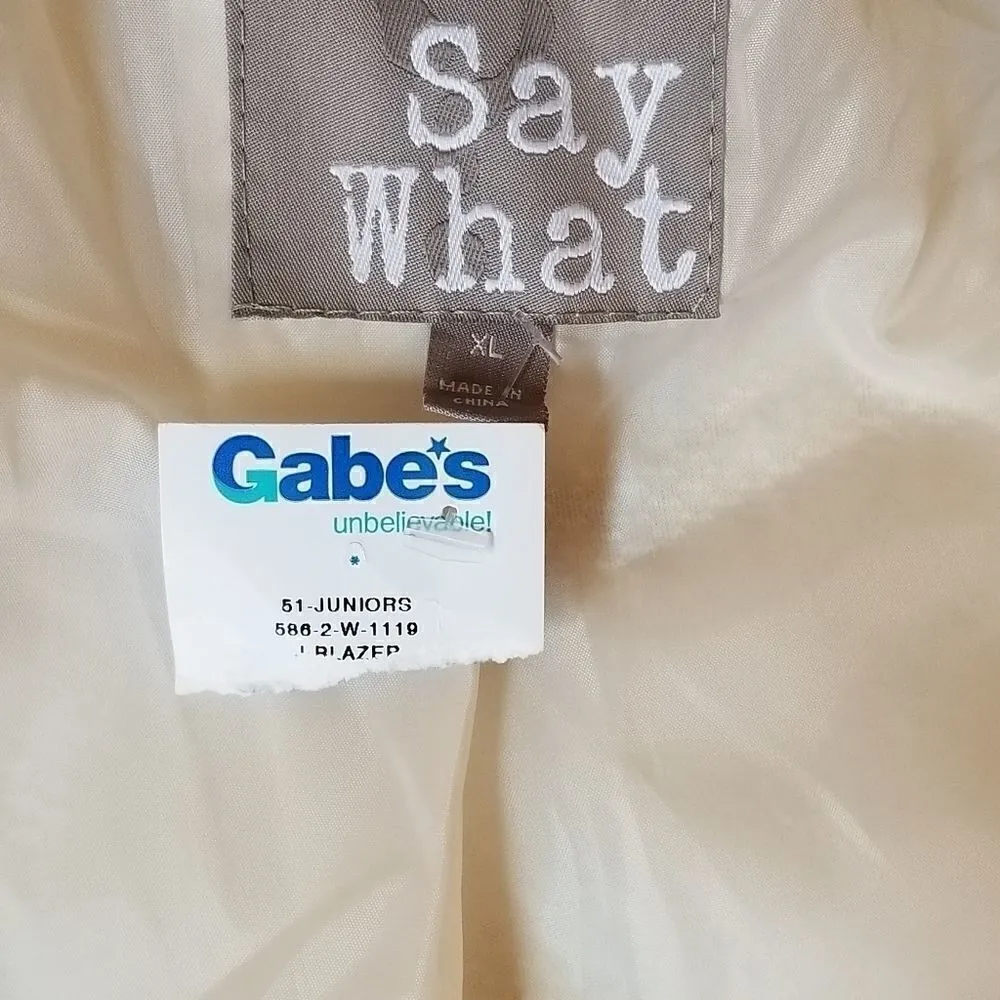 Say
What
XL
MADE IN
CHINA
Gabe's
unbelievable!
51-JUNIORS
586-2-W-1119
J BLAZER